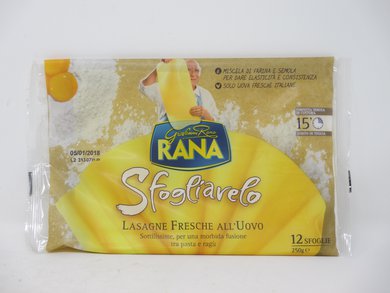 MISCELA DI FARINA E SEMOLA
PER DARE ELASTICITÀ E CONSISTENZA
SOLO UOVA FRESCHE ITALIANE
15'
Giovanni Rana
RANA
05/01/2018
Sfogliavelo
LASAGNE FRESCHE ALL'UOVO
Sottilissime, per una morbida fusione
tra pasta e ragù
12 SFOGLIE
250g